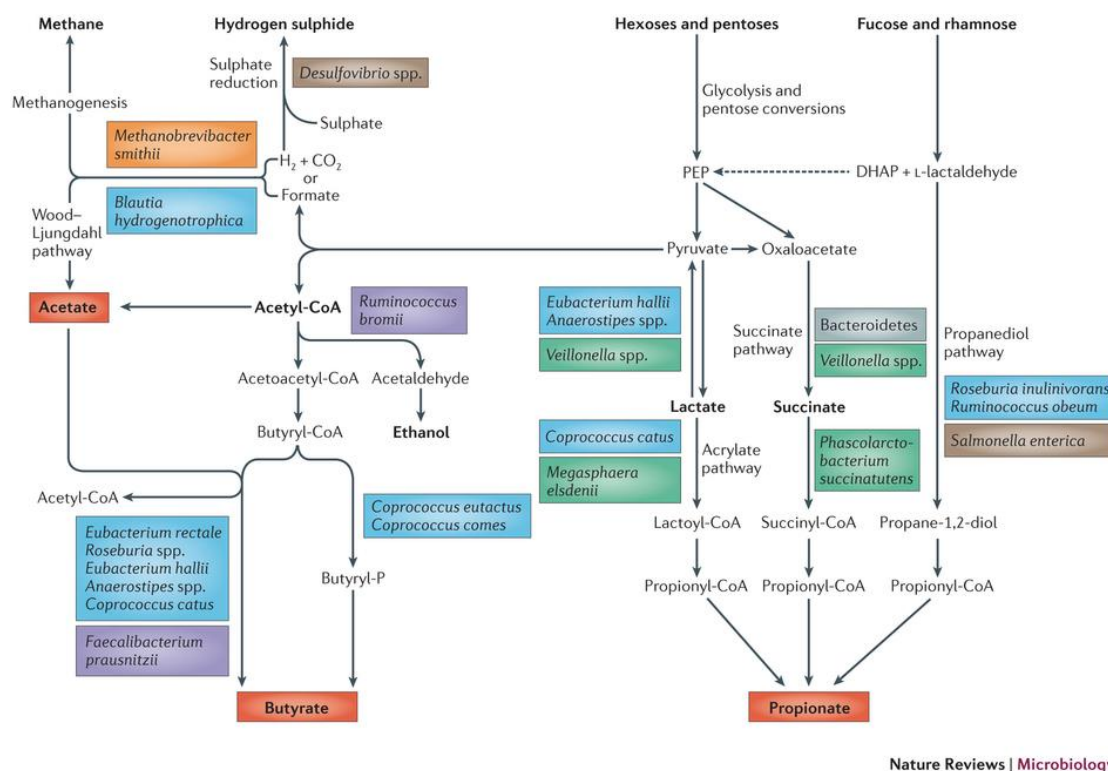 Methane
Hydrogen sulphide
Hexoses and pentoses
Fucose and rhamnose
Sulphate
reduction
Desulfovibrio spp.
Methanogenesis
Sulphate
Glycolysis and
pentose conversions
Methanobrevibacter
smithii
H₂ + CO₂
or
Formate
PEP
DHAP + L-lactaldehyde
Blautia
hydrogenotrophica
Wood–
Ljungdahl
pathway
Pyruvate
Oxaloacetate
Acetate
Acetyl-CoA
Ruminococcus
bromii
Eubacterium hallii
Anaerostipes spp.
Veillonella spp.
Succinate
pathway
Bacteroidetes
Veillonella spp.
Propanediol
pathway
Acetoacetyl-CoA
Acetaldehyde
Roseburia inulinivorans
Ruminococcus obeum
Salmonella enterica
Lactate
Succinate
Butyryl-CoA
Ethanol
Coprococcus catus
Megasphaera
elsdenii
Acrylate
pathway
Phascolarcto-
bacterium
succinatutens
Acetyl-CoA
Coprococcus eutactus
Coprococcus comes
Eubacterium rectale
Roseburia spp.
Eubacterium hallii
Anaerostipes spp.
Coprococcus catus
Faecalibacterium
prausnitzii
Lactoyl-CoA
Succinyl-CoA
Propane-1,2-diol
Butyryl-P
Propionyl-CoA
Propionyl-CoA
Propionyl-CoA
Butyrate
Propionate
Nature Reviews | Microbiology